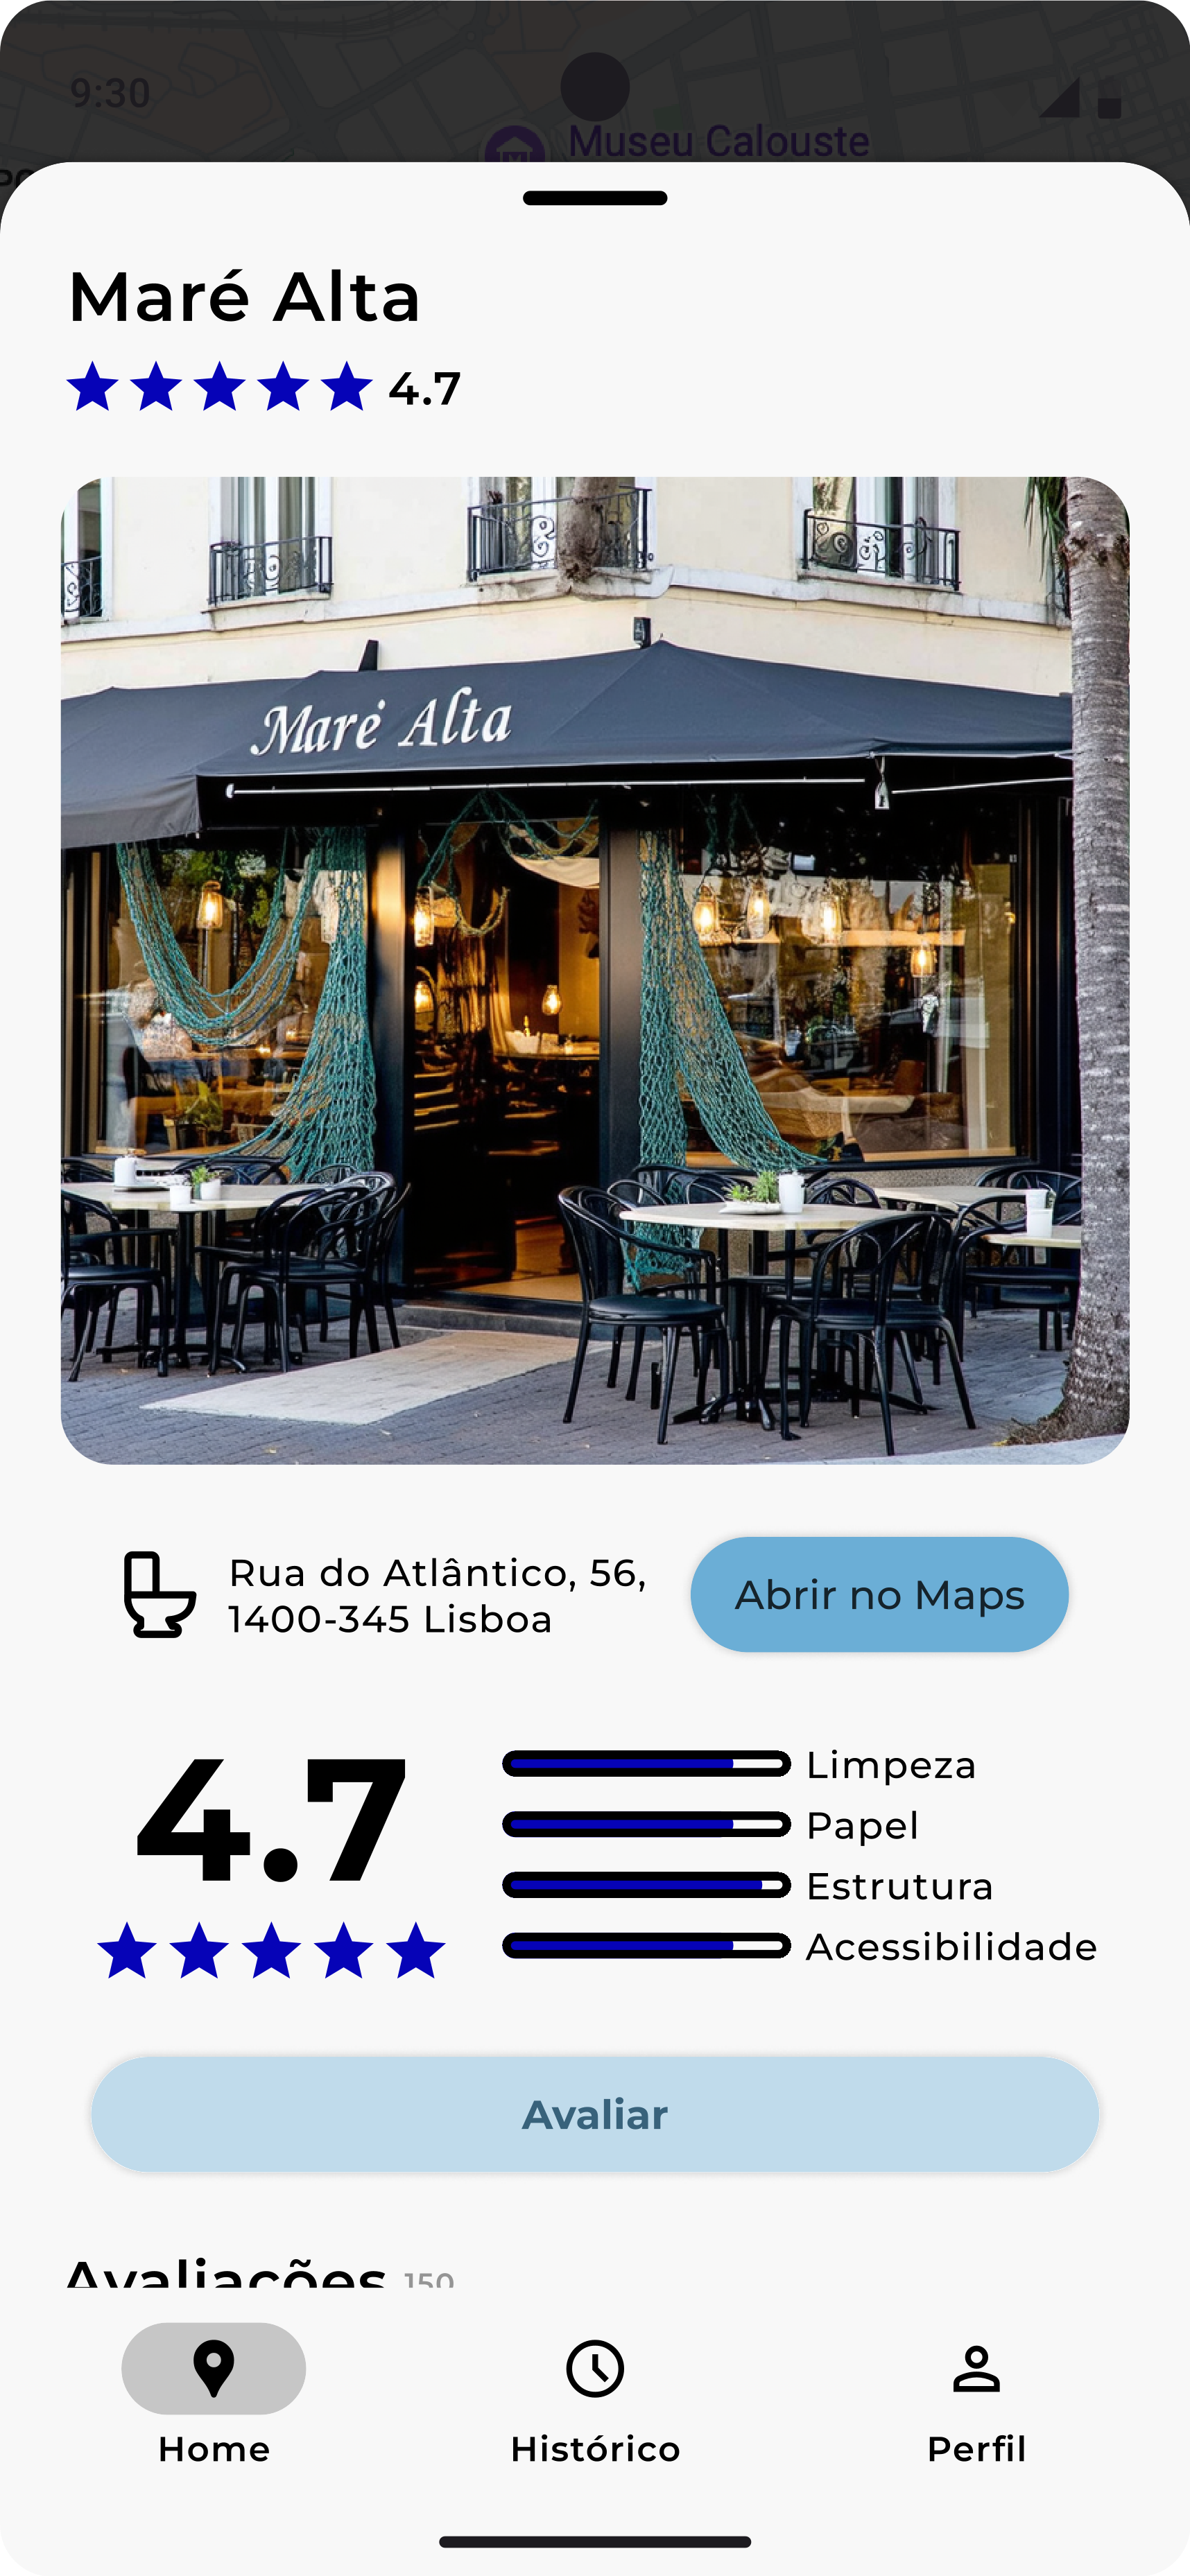 9:30
Museu Calouste
Maré Alta
4.7
Maré Alta
Rua do Atlântico, 56,
1400-345 Lisboa
Abrir no Maps
4.7
Limpeza
Papel
Estrutura
Acessibilidade
Avaliar
Avaliações 150
Home
Histórico
Perfil